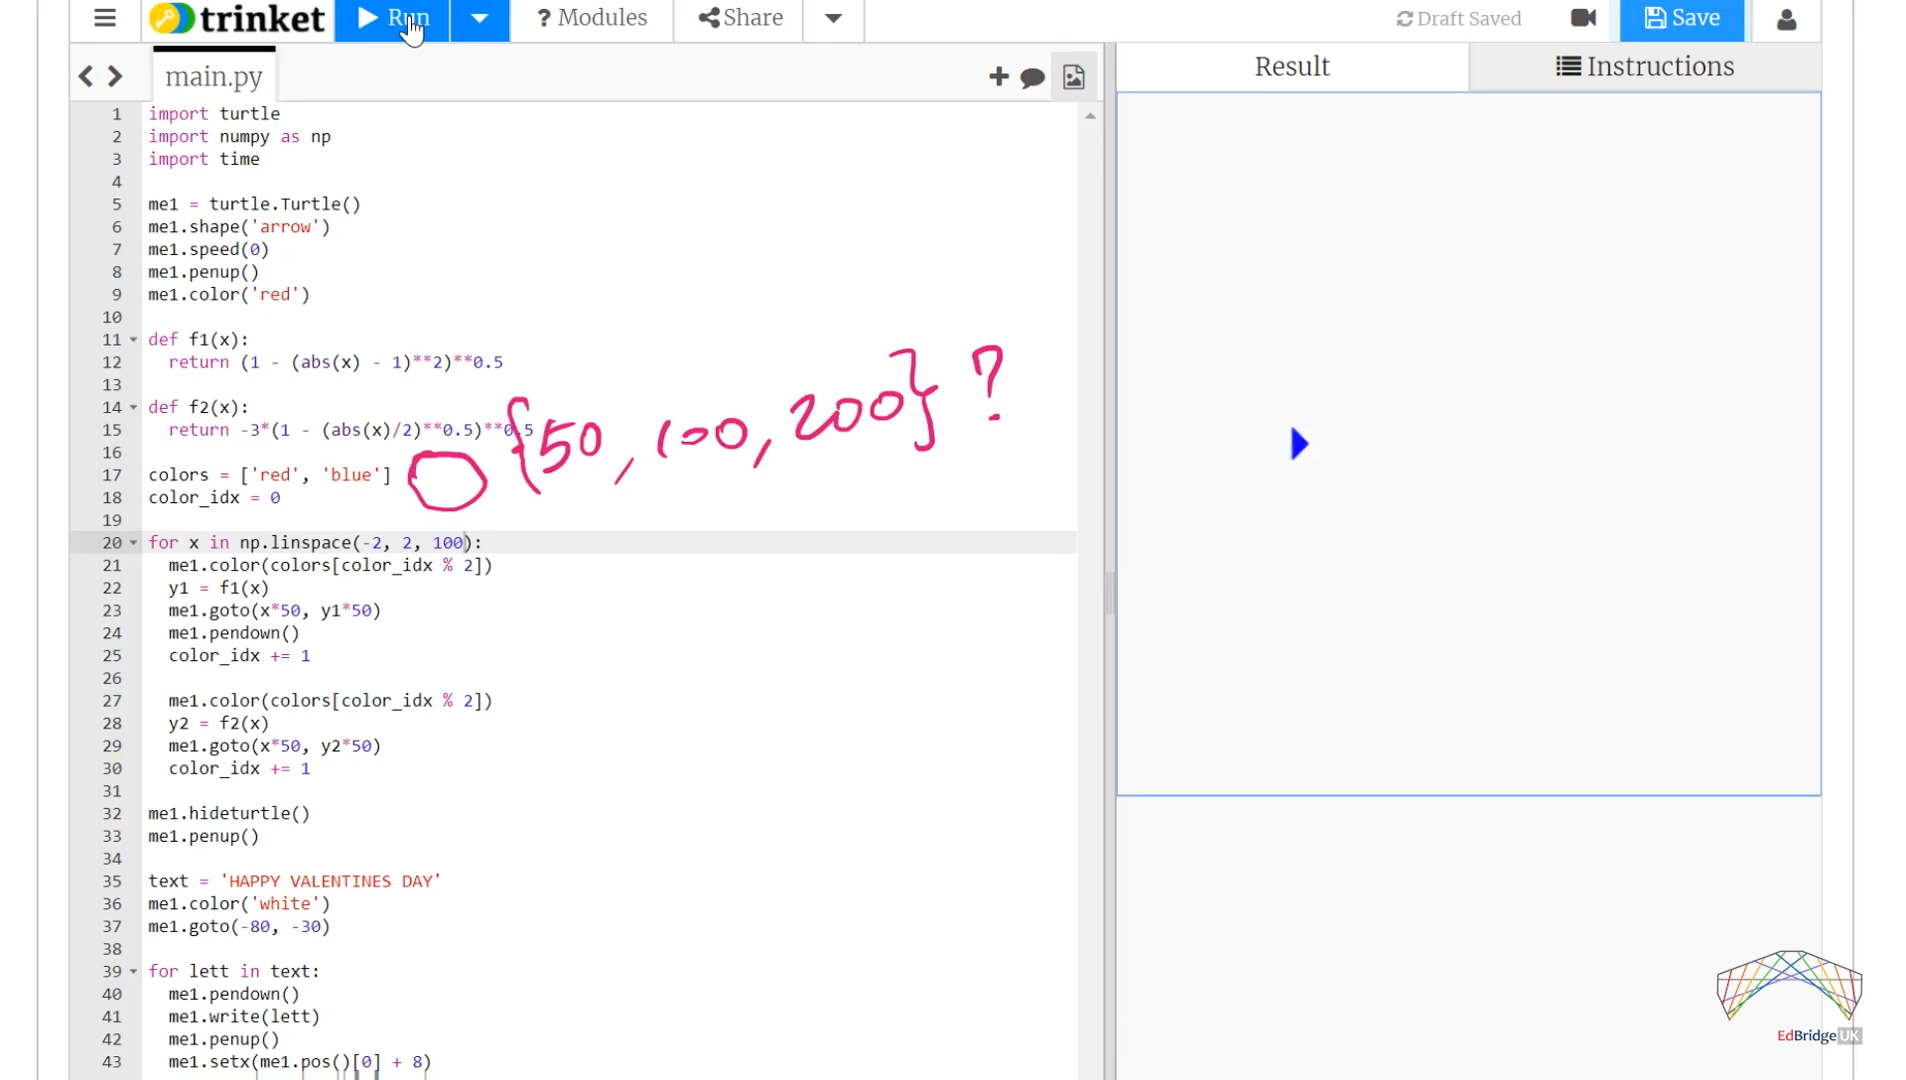 trinket Run ? Modules Share Draft Saved Save
main.py
Result Instructions
1 import turtle
2 import numpy as np
3 import time
4
5 me1 = turtle.Turtle()
6 me1.shape('arrow')
7 me1.speed(0)
8 me1.penup()
9 me1.color('red')
10
11 def f1(x):
12 return (1 - (abs(x) - 1)**2)**0.5
13
14 def f2(x):
15 return -3*(1 - (abs(x)/2)**0.5)**0.5
{50, 100, 200} ?
16
17 colors = ['red', 'blue']
18 color_idx = 0
19
20 for x in np.linspace(-2, 2, 100):
21 me1.color(colors[color_idx % 2])
22 y1 = f1(x)
23 me1.goto(x*50, y1*50)
24 me1.pendown()
25 color_idx += 1
26
27 me1.color(colors[color_idx % 2])
28 y2 = f2(x)
29 me1.goto(x*50, y2*50)
30 color_idx += 1
31
32 me1.hideturtle()
33 me1.penup()
34
35 text = 'HAPPY VALENTINES DAY'
36 me1.color('white')
37 me1.goto(-80, -30)
38
39 for lett in text:
40 me1.pendown()
41 me1.write(lett)
42 me1.penup()
43 me1.setx(me1.pos()[0] + 8)
EdBridge UK